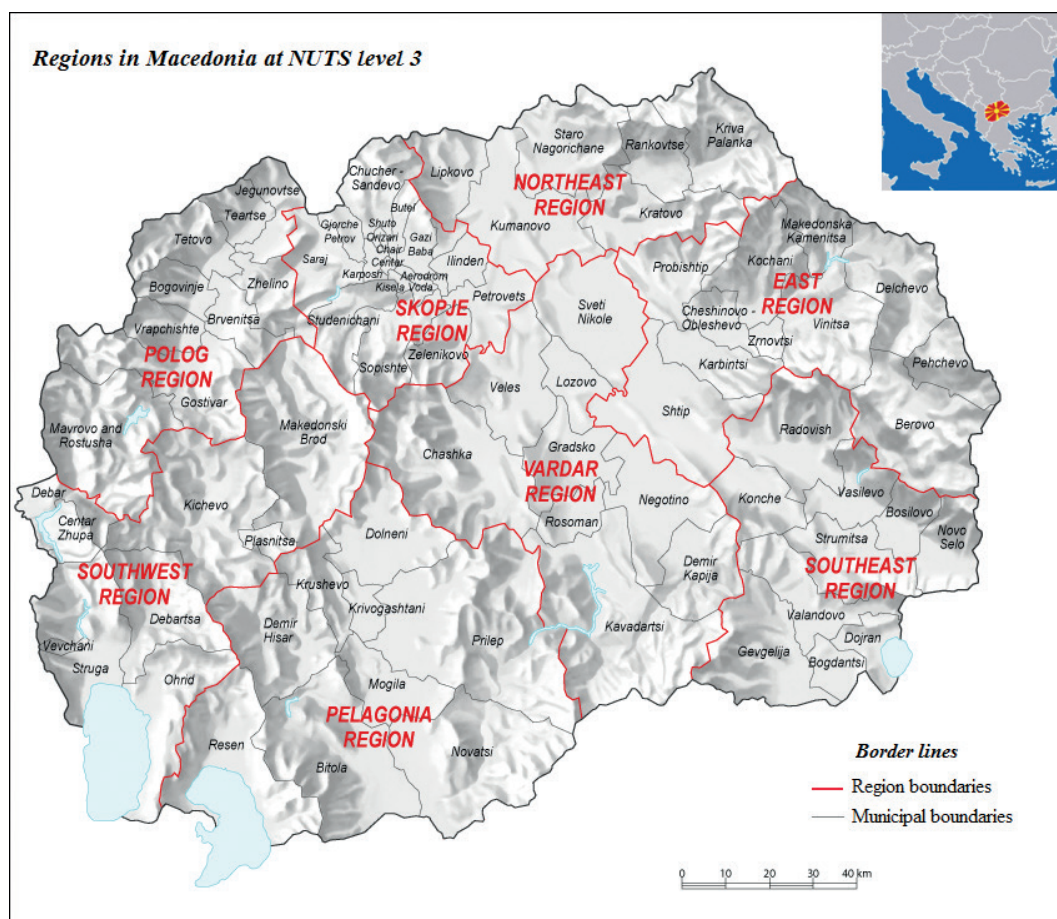 Regions in Macedonia at NUTS level 3
Kriva
Palanka
Staro
Nagorichane
Rankovtse
Chucher -
Sandevo
Lipkovo
NORTHEAST
REGION
Jegunovtse
Teartse
Butel
Kratovo
Kumanovo
Makedonska
Kamenitsa
Gjorche
Petrov
Shuto
Orizari
Gazi
Baba
Tetovo
Chair
Center
Saraj
Ilinden
Kochani
Probishtip
Karposh
Aerodrom
Kisela Voda
Zhelino
Bogovinje
Petrovets
EAST
REGION
Delchevo
Sveti
Nikole
SKOPJE
REGION
Brvenitsa
Studenichani
Cheshinovo -
Obleshevo
Vinitsa
Vrapchishte
Zrnovtsi
POLOG
REGION
Zelenikovo
Sopishte
Karbintsi
Pehchevo
Lozovo
Veles
Gostivar
Shtip
Makedonski
Brod
Mavrovo and
Rostusha
Berovo
Radovish
Gradsko
Chashka
VARDAR
REGION
Debar
Vasilevo
Negotino
Konche
Kichevo
Bosilovo
Centar
Zhupa
Rosoman
Novo
Selo
Dolneni
Strumitsa
Plasnitsa
Demir
Kapija
SOUTHWEST
REGION
SOUTHEAST
REGION
Krushevo
Krivogashtani
Debartsa
Valandovo
Demir
Hisar
Kavadartsi
Prilep
Dojran
Vevchani
Gevgelija
Struga
Bogdantsi
Ohrid
Mogila
PELAGONIA
REGION
Resen
Novatsi
Bitola
Border lines
Region boundaries
Municipal boundaries
0 10 20 30 40 km